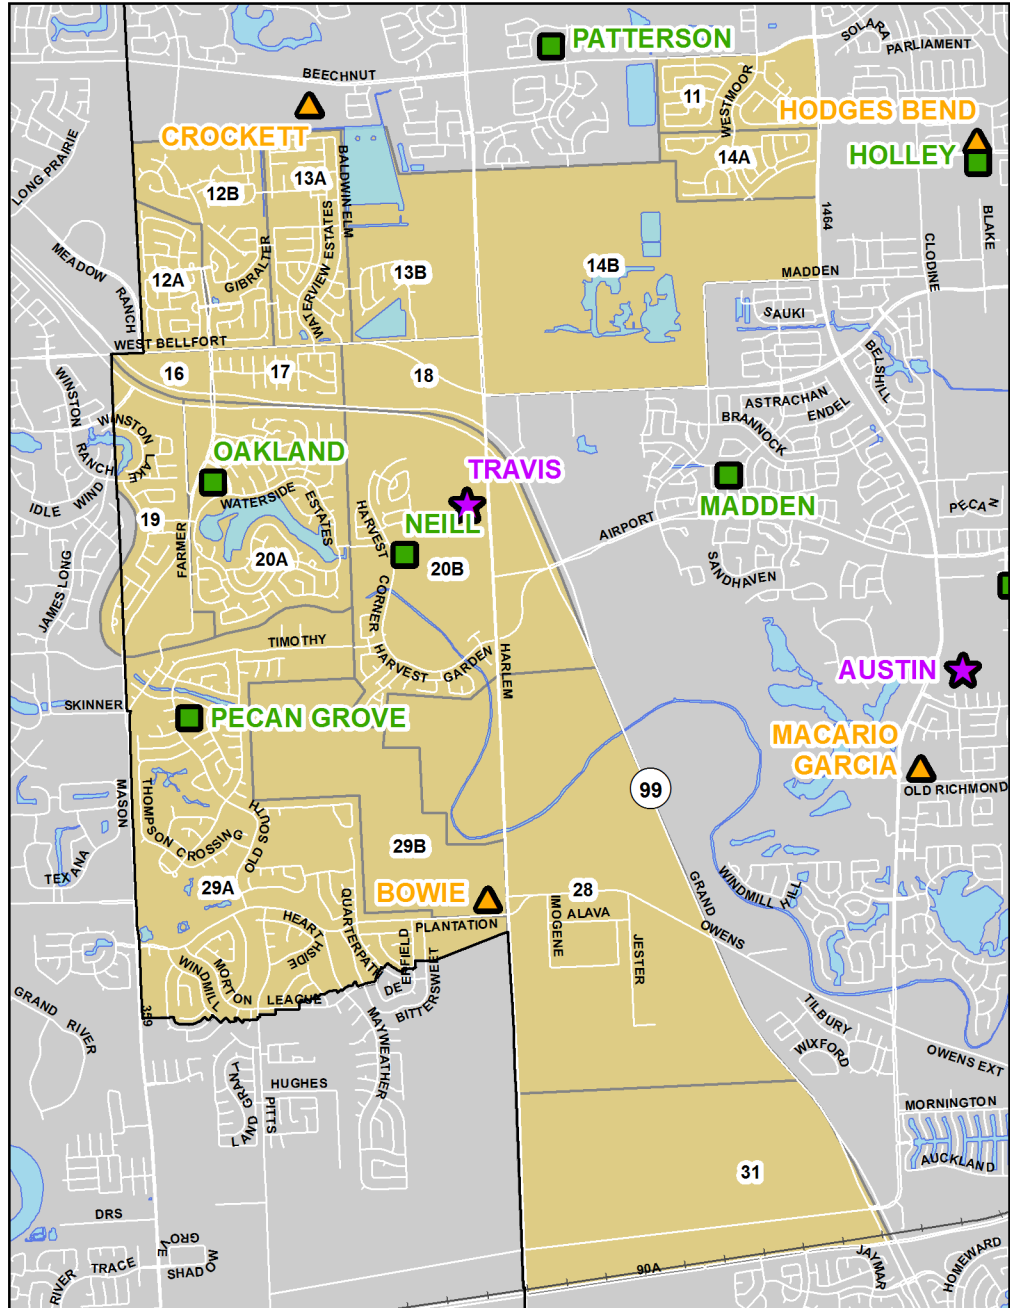 SOLARA
PATTERSON
PARLIAMENT
BEECHNUT
11
WESTMOOR
HODGES BEND
CROCKETT
LONG PRAIRIE
BALDWIN ELM
14A
HOLLEY
13A
12B
1464
BLAKE
MEADOW RANCH
GIBRALTER
WATERVIEW ESTATES
CLODINE
12A
13B
14B
MADDEN
SAUKI
WEST BELLFORT
BELSHILL
16
17
18
WINSTON RANCH
ASTRACHAN
ENDEL
BRANNOCK
WINSTON LAKE
OAKLAND
TRAVIS
IDLE WIND
WATERSIDE ESTATES
HARVEST CORNER
NEILL
MADDEN
PECAN
19
FARMER
AIRPORT
20A
20B
SANDHAVEN
JAMES LONG
TIMOTHY
HARVEST GARDEN
HARLEM
AUSTIN
SKINNER
PECAN GROVE
MACARIO
GARCIA
MASON
THOMPSON CROSSING
OLD SOUTH
99
OLD RICHMOND
TEXANA
29B
29A
BOWIE
28
WINDMILL HILL
GRAND
QUARTERPATH
HEARTHSIDE
PLANTATION
IMOGENE
ALAVA
OWENS
JESTER
DEERFIELD
BITTERSWEET
WINDMILL
MORTON LEAGUE
359
GRAND RIVER
MAYWEATHER
TILBURY
WIXFORD
OWENS EXT
LAND GRANT
HUGHES
PITTS
MORNINGTON
AUCKLAND
31
DRS
GROVE
SHADOW
TRACE
RIVER
90A
JAYMAR
HOMEWARD